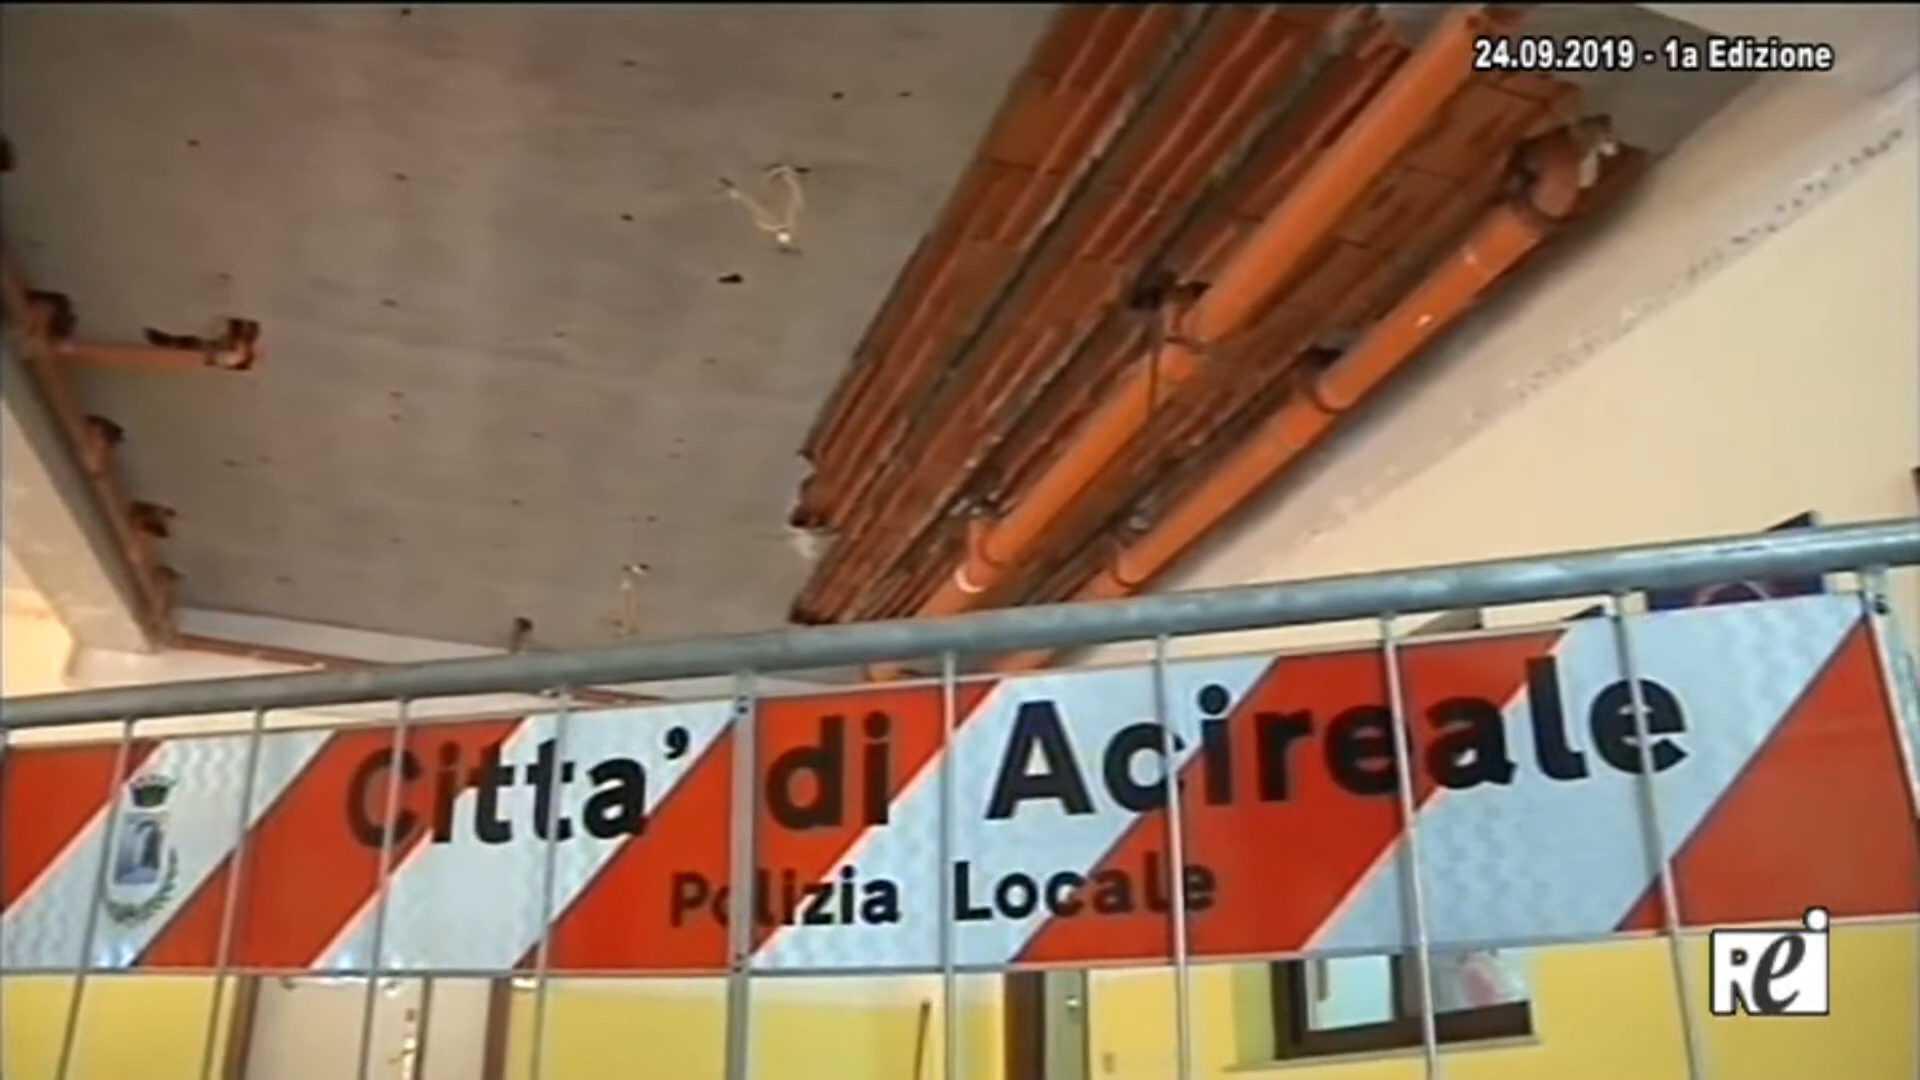 24.09.2019 - 1a Edizione
Citta' di Acireale
Polizia Locale
Rei